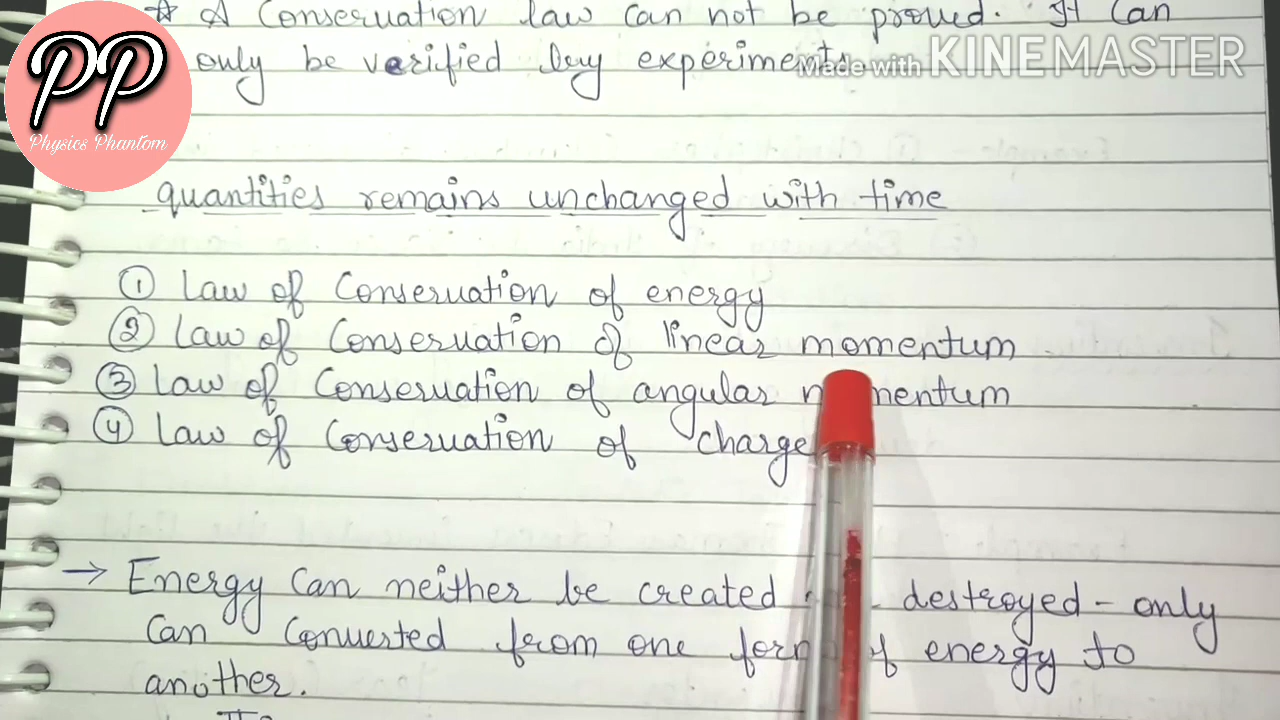 ☆ A Conservation law can not be proved. It Can
only be verified by experiments
Made with KINEMASTER
PP
Physics Phantom
quantities remains unchanged with time
① Law of Conservation of energy
② Law of Conservation of linear momentum
③ Law of Conservation of angular momentum
④ Law of Conservation of charge
→ Energy Can neither be created destroyed - only
Can Converted from one form of energy to
another.